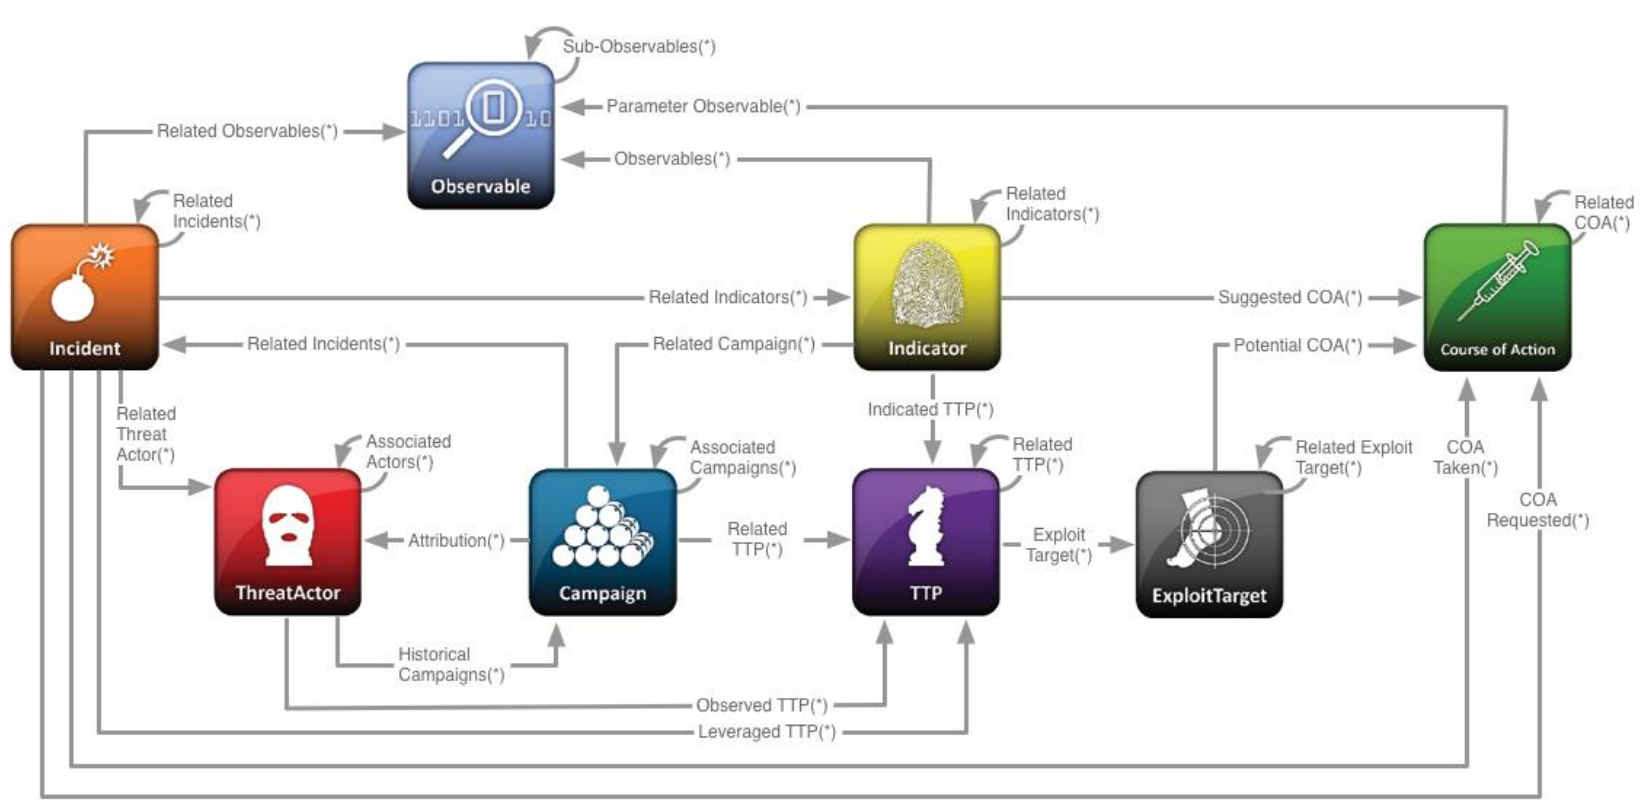 Sub-Observables(*)
Parameter Observable(*)
1101
10
Related Observables(*)
Observables(*)
Observable
Related
Incidents(*)
Related
Indicators(*)
Related
COA(*)
Related Indicators(*)
Suggested COA(*)
Incident
Related Incidents(*)
Related Campaign(*)
Indicator
Potential COA(*)
Course of Action
Related
Threat
Actor(*)
Indicated TTP(*)
Associated
Actors(*)
Associated
Campaigns(*)
Related
TTP(*)
Related Exploit
Target(*)
COA
Taken(*)
COA
Requested(*)
Attribution(*)
Related
TTP(*)
Exploit
Target(*)
ThreatActor
Campaign
TTP
ExploitTarget
Historical
Campaigns(*)
Observed TTP(*)
Leveraged TTP(*)